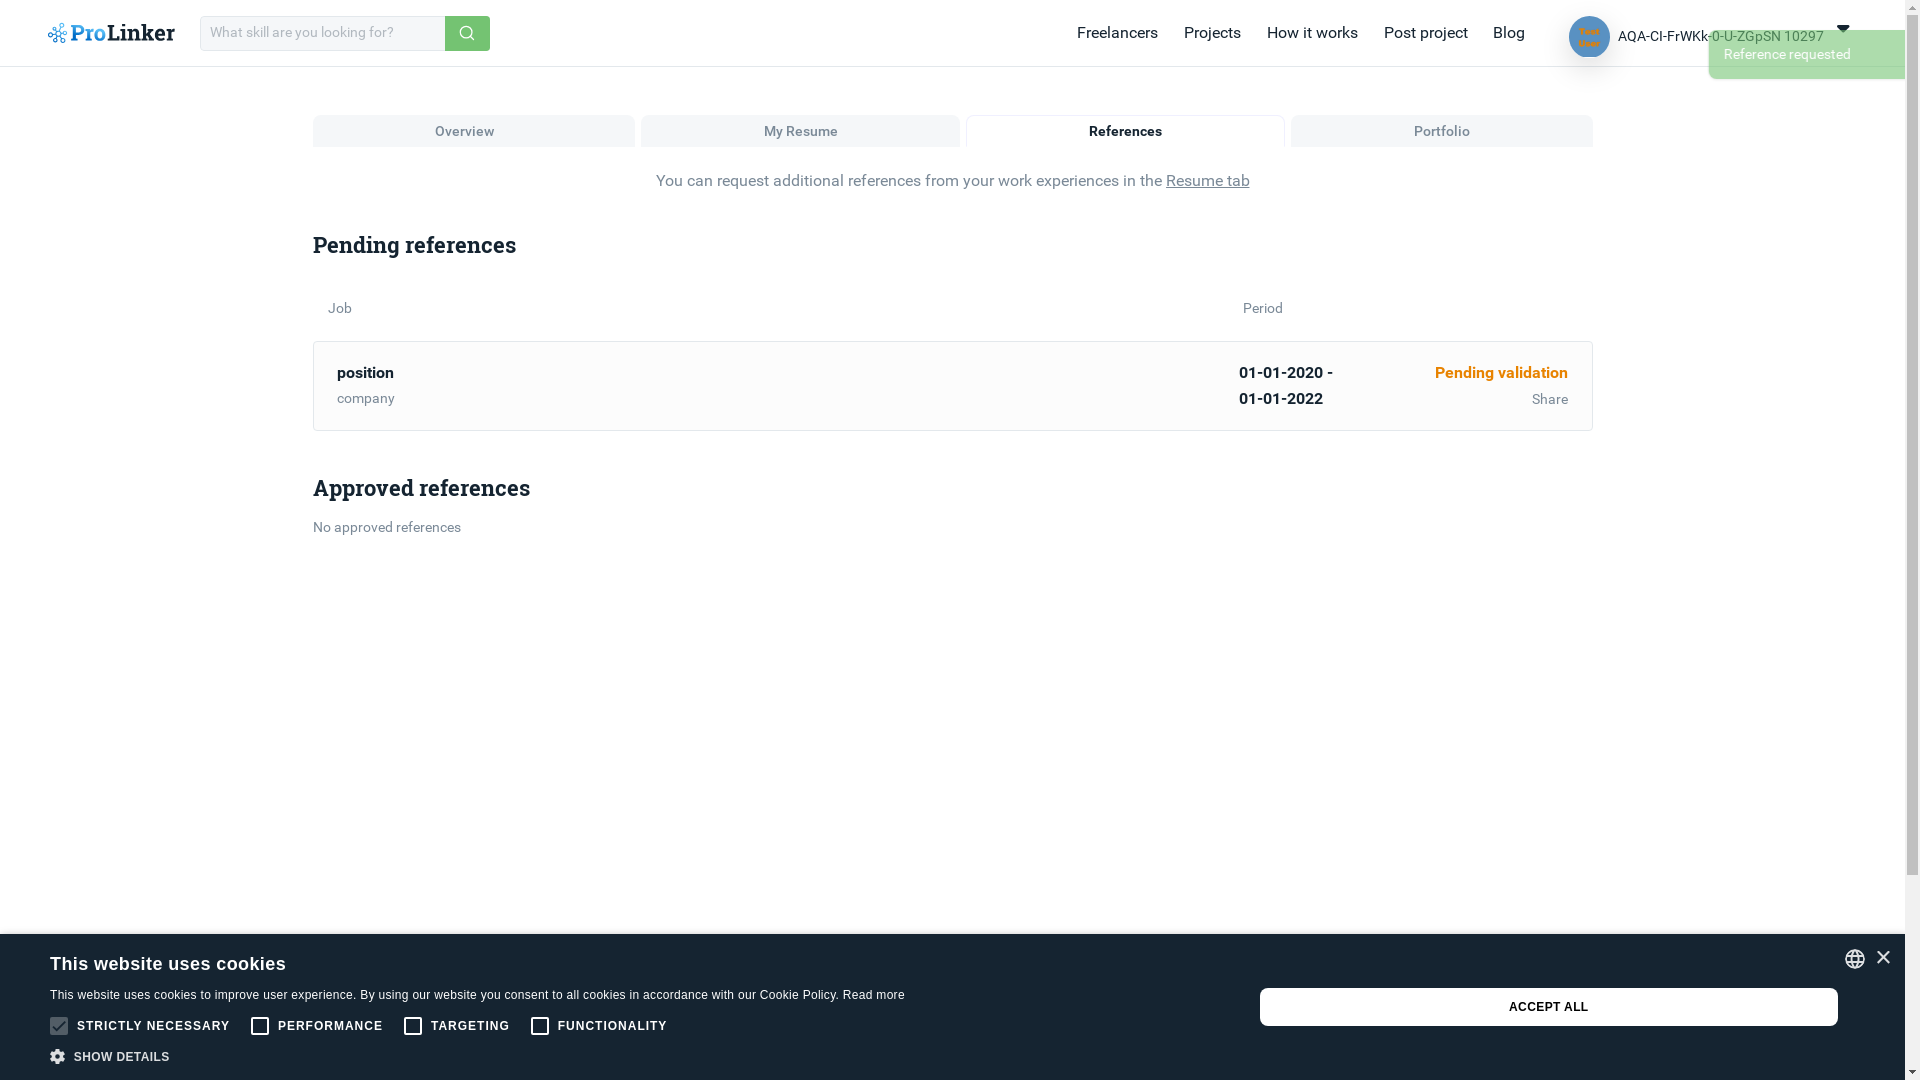 ProLinker
What skill are you looking for?
Freelancers
Projects
How it works
Post project
Blog
Test
User
AQA-CI-FrWKk-0-U-ZGpSN 10297
Reference requested
Overview
My Resume
References
Portfolio
You can request additional references from your work experiences in the Resume tab
Pending references
Job
Period
position
company
01-01-2020 -
01-01-2022
Pending validation
Share
Approved references
No approved references
This website uses cookies
This website uses cookies to improve user experience. By using our website you consent to all cookies in accordance with our Cookie Policy. Read more
STRICTLY NECESSARY
PERFORMANCE
TARGETING
FUNCTIONALITY
SHOW DETAILS
ACCEPT ALL